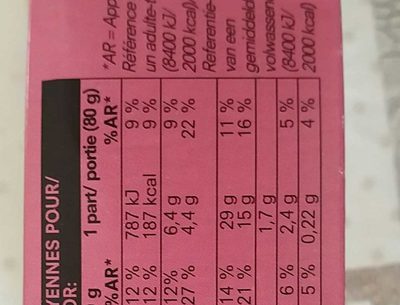 YENNES POUR/
OR:
g 1 part/ portie (80 g)
%AR* %AR*
12 % 787 kJ 9 %
12 % 187 kcal 9 %
12% 6,4 g 9 %
27 % 4,4 g 22 %
14 % 29 g 11 %
21 % 15 g 16 %
1,7 g
6 % 2,4 g 5 %
5 % 0,22 g 4 %
*AR = App
Référence
un adulte-t
(8400 kJ/
2000 kcal)/
Referentie-
van een
gemiddeld
volwassen
(8400 kJ/
2000 kcal)